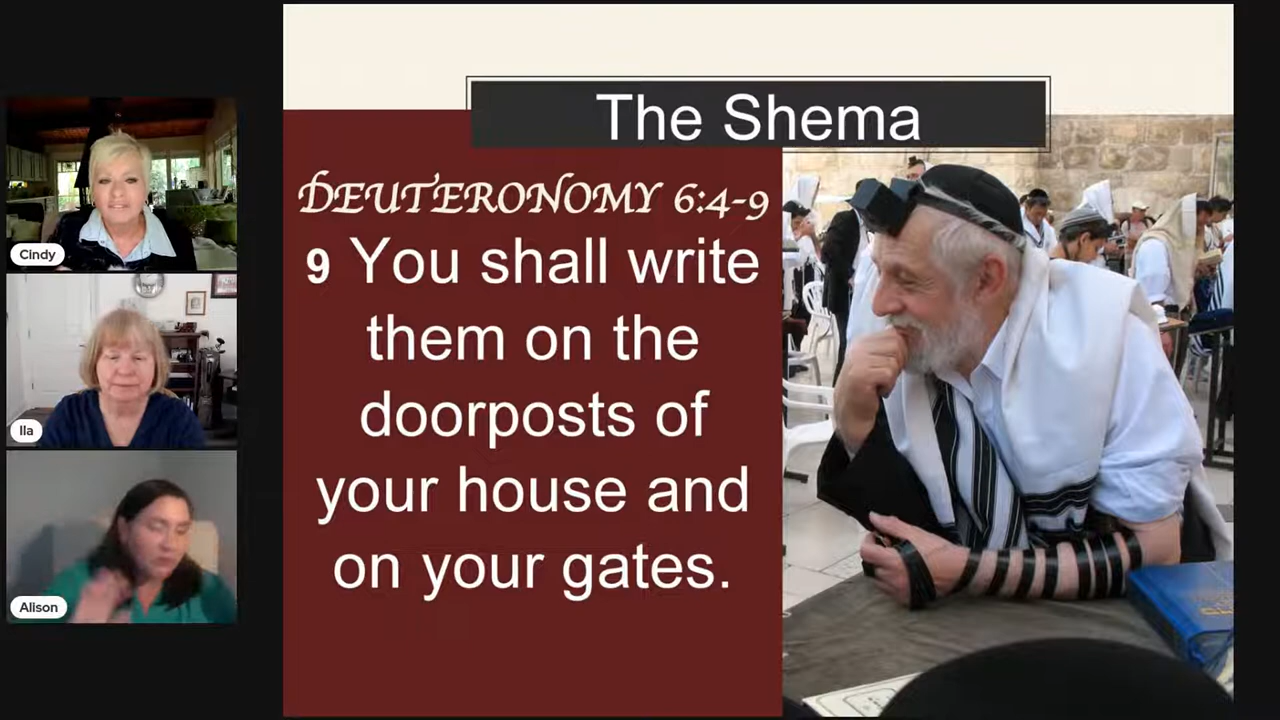 The Shema
DEUTERONOMY 6:4-9
9 You shall write
them on the
doorposts of
your house and
on your gates.
Cindy
Ila
Alison